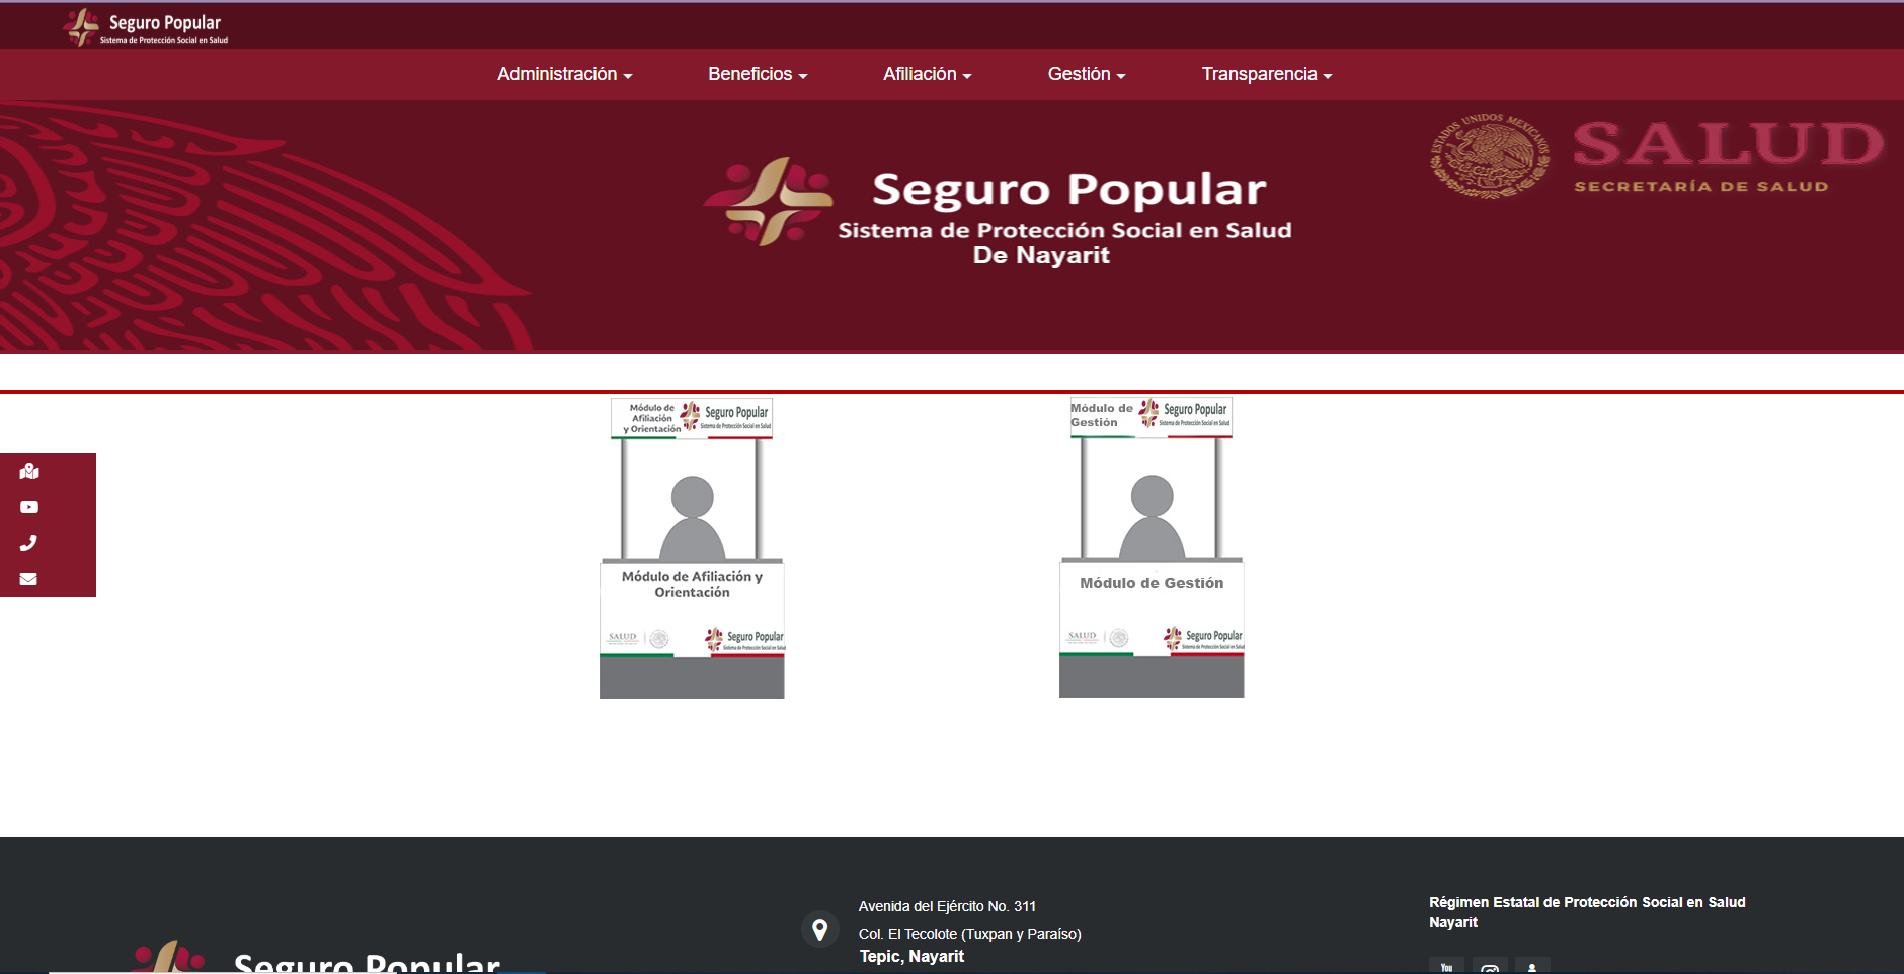 Seguro Popular
Sistema de Protección Social en Salud
Administración
Beneficios
Afiliación
Gestión
Transparencia
ESTADOS UNIDOS MEXICANOS
SALUD
SECRETARÍA DE SALUD
Seguro Popular
Sistema de Protección Social en Salud
De Nayarit
Módulo de
Afiliación
y Orientación
Seguro Popular
Sistema de Protección Social en Salud
Módulo de Afiliación y
Orientación
SALUD
Seguro Popular
Sistema de Protección Social en Salud
Módulo de
Gestión
Seguro Popular
Sistema de Protección Social en Salud
Módulo de Gestión
SALUD
Seguro Popular
Sistema de Protección Social en Salud
Seguro Popular
Avenida del Ejército No. 311
Col. El Tecolote (Tuxpan y Paraíso)
Tepic, Nayarit
Régimen Estatal de Protección Social en Salud
Nayarit
You